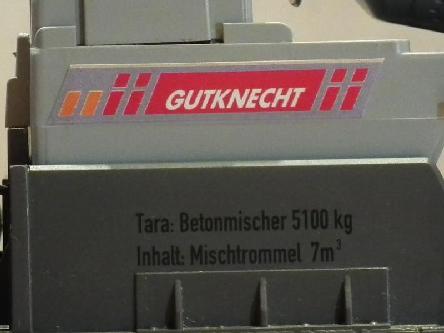 GUTKNECHT
Tara: Betonmischer 5100 kg
Inhalt: Mischtrommel 7m³